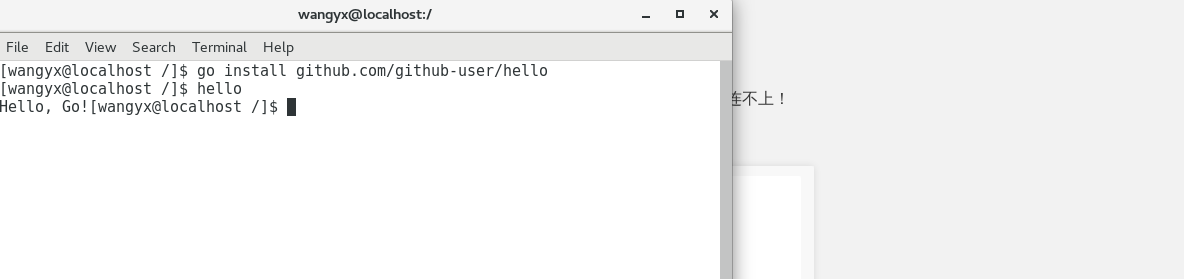 wangyx@localhost:/
File Edit View Search Terminal Help
[wangyx@localhost /]$ go install github.com/github-user/hello
[wangyx@localhost /]$ hello
连不上！
Hello, Go![wangyx@localhost /]$